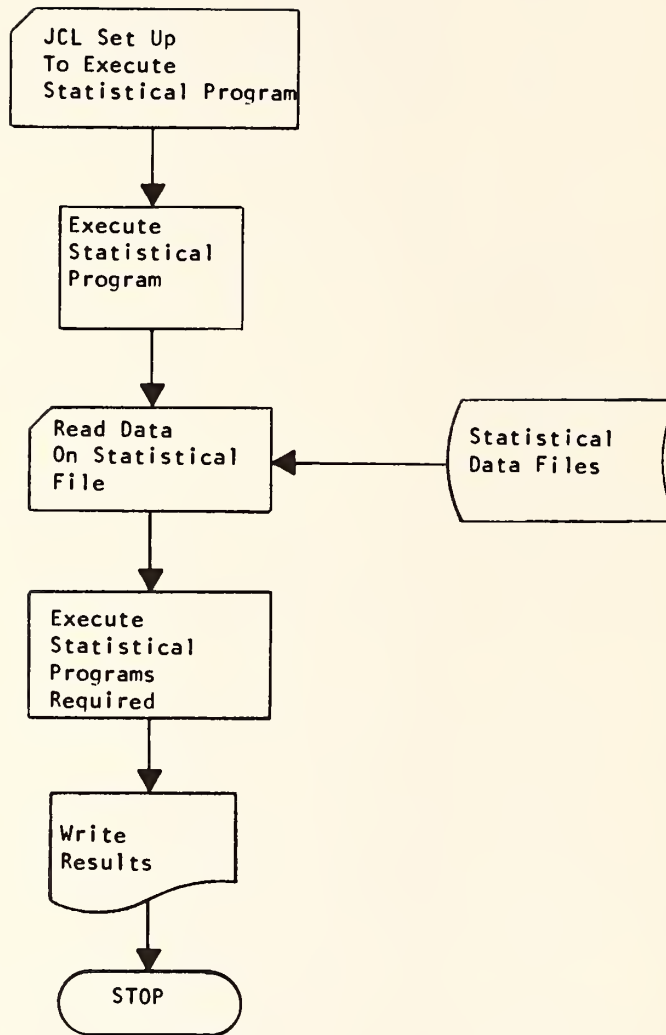 JCL Set Up
To Execute
Statistical Program
Execute
Statistical
Program
Read Data
On Statistical
File
Statistical
Data Files
Execute
Statistical
Programs
Required
Write
Results
STOP